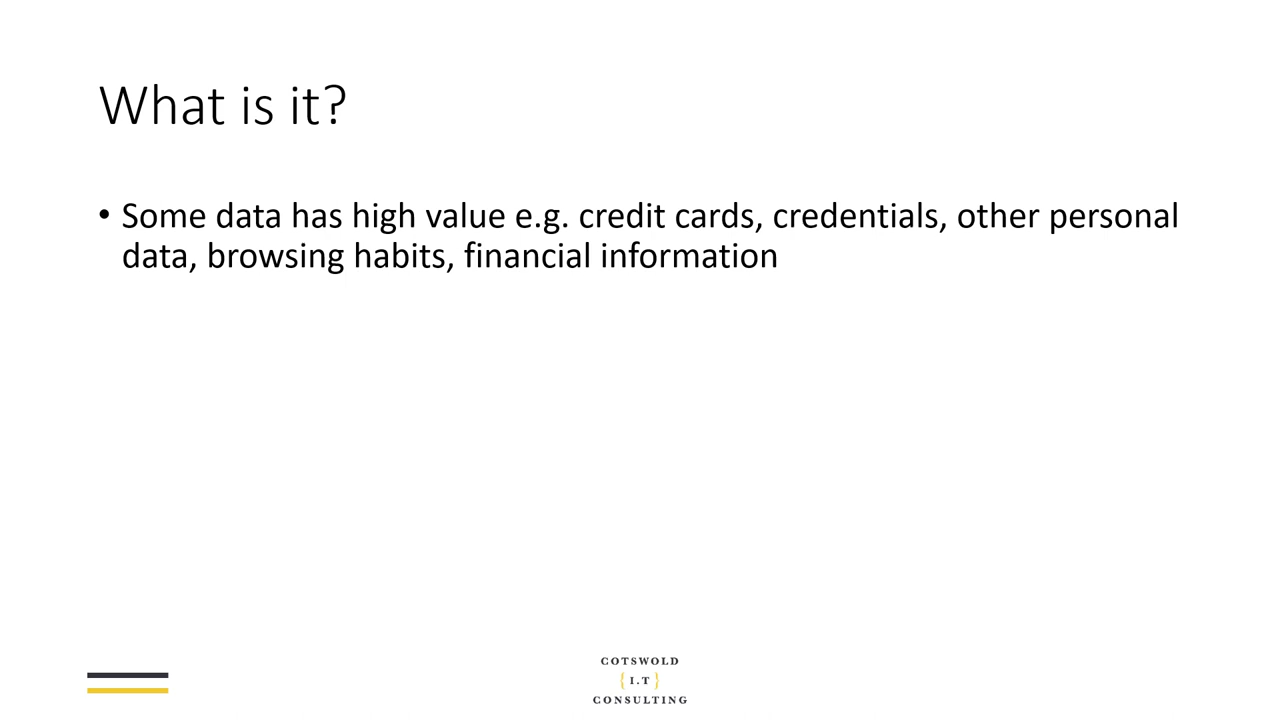 What is it?
• Some data has high value e.g. credit cards, credentials, other personal
data, browsing habits, financial information
COTSWOLD
{ I.T }
CONSULTING